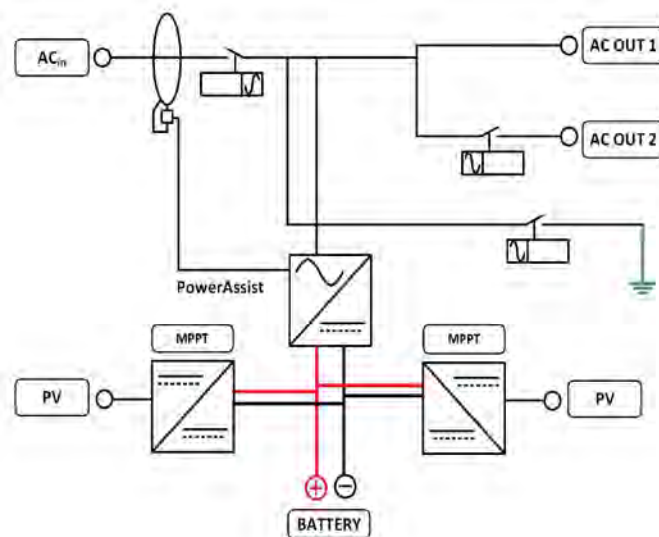 ACin
AC OUT 1
AC OUT 2
PowerAssist
MPPT
MPPT
PV
PV
+
−
BATTERY